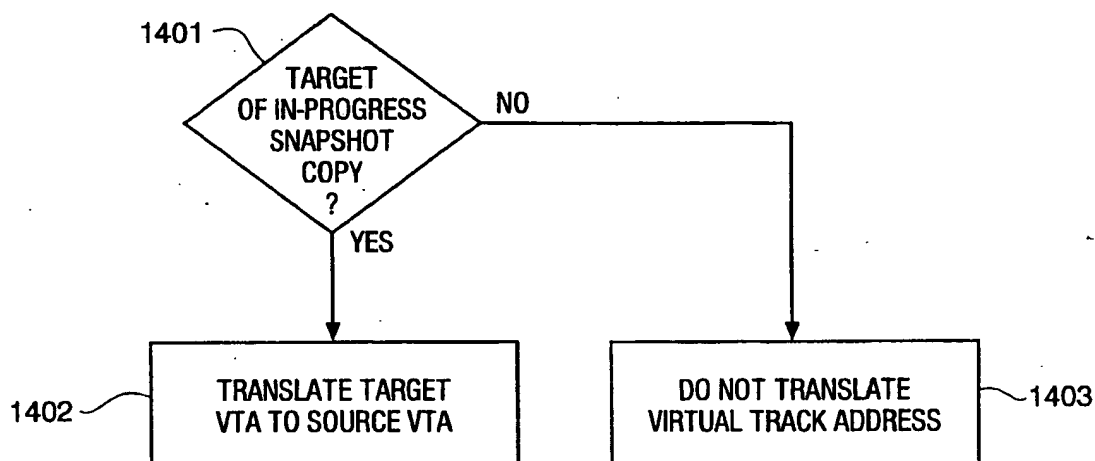 1401
TARGET
OF IN-PROGRESS
SNAPSHOT
COPY
?
NO
YES
1402
TRANSLATE TARGET
VTA TO SOURCE VTA
DO NOT TRANSLATE
VIRTUAL TRACK ADDRESS
1403